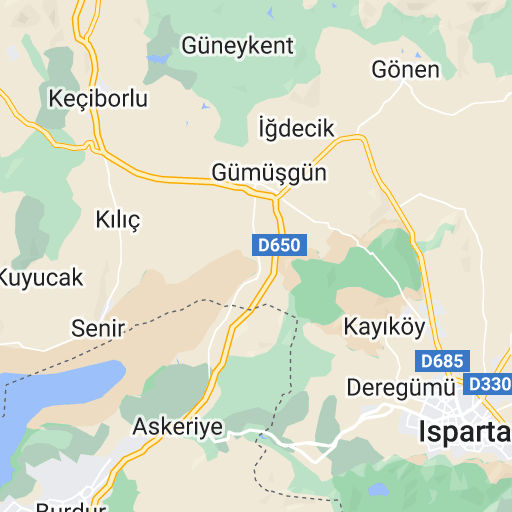 Güneykent
Gönen
Keçiborlu
İğdecik
Gümüşgün
Kılıç
D650
Kuyucak
Senir
Kayıköy
D685
D330
Deregümü
Askeriye
Isparta
Burdur